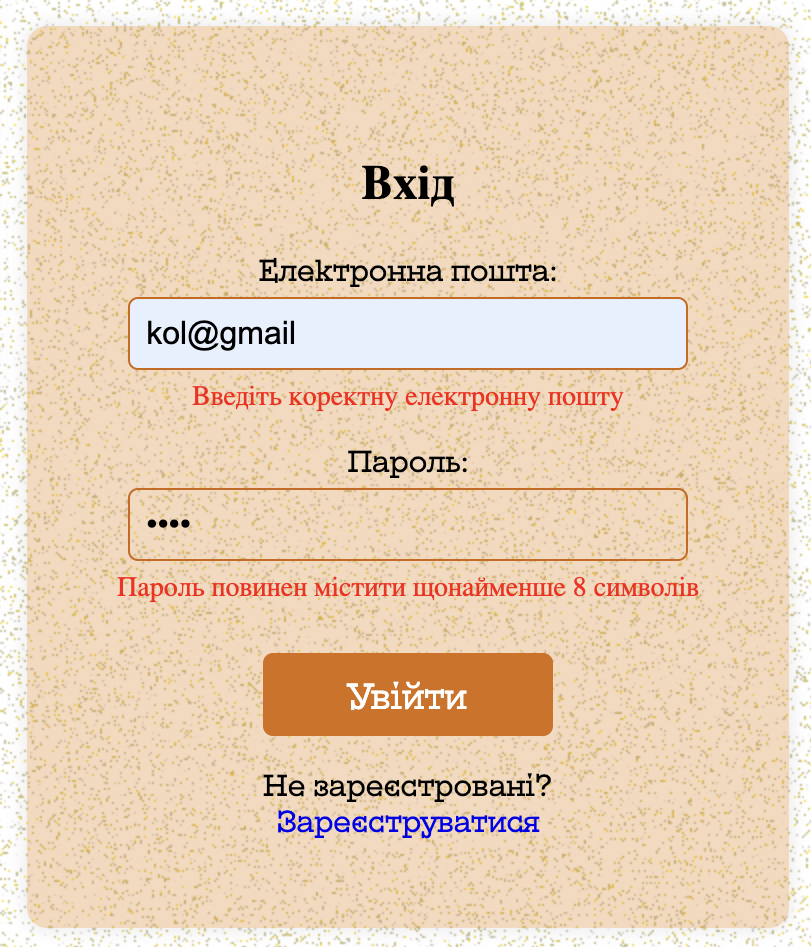 Вхід
Електронна пошта:
kol@gmail
Введіть коректну електронну пошту
Пароль:
••••
Пароль повинен містити щонайменше 8 символів
Увійти
Не зареєстровані?
Зареєструватися